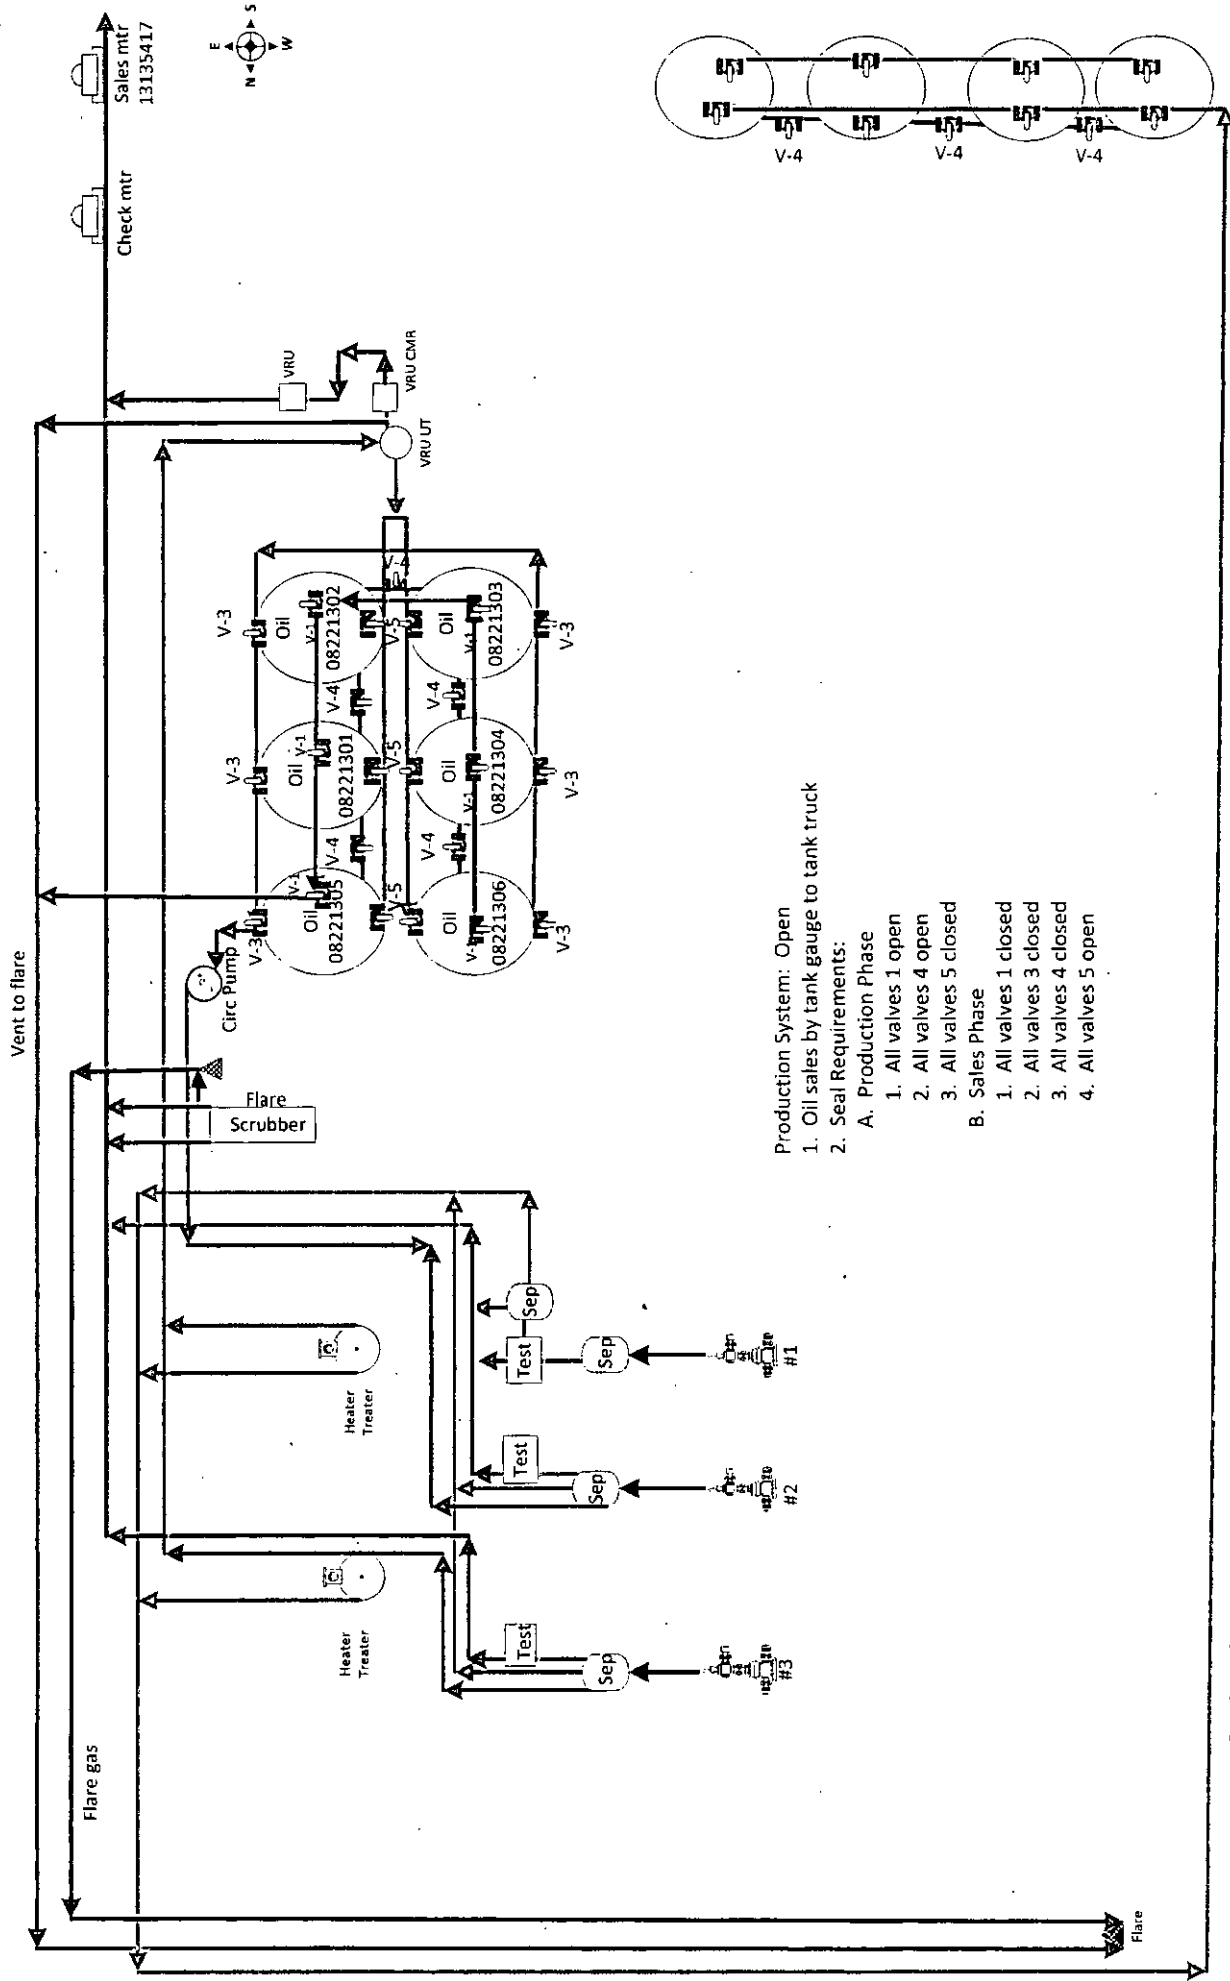 Vent to flare
Flare gas
Sales mtr
13135417
Check mtr
N
E
S
W
VRU
VRU CMR
VRU UT
Circ Pump
Flare
Scrubber
Heater
Treater
Heater
Treater
V-3
V-3
V-3
Oil
V-1
08221305
Oil
V-1
08221301
Oil
V-1
08221302
V-4
V-4
V-4
V-5
V-5
V-5
Oil
V-1
08221306
Oil
V-1
08221304
Oil
V-1
08221303
V-4
V-4
V-3
V-3
V-3
Test
Sep
#3
Test
Sep
#2
Test
Sep
Sep
#1
Flare
V-4
V-4
V-4
Production System: Open
1. Oil sales by tank gauge to tank truck
2. Seal Requirements:
A. Production Phase
1. All valves 1 open
2. All valves 4 open
3. All valves 5 closed
B. Sales Phase
1. All valves 1 closed
2. All valves 3 closed
3. All valves 4 closed
4. All valves 5 open